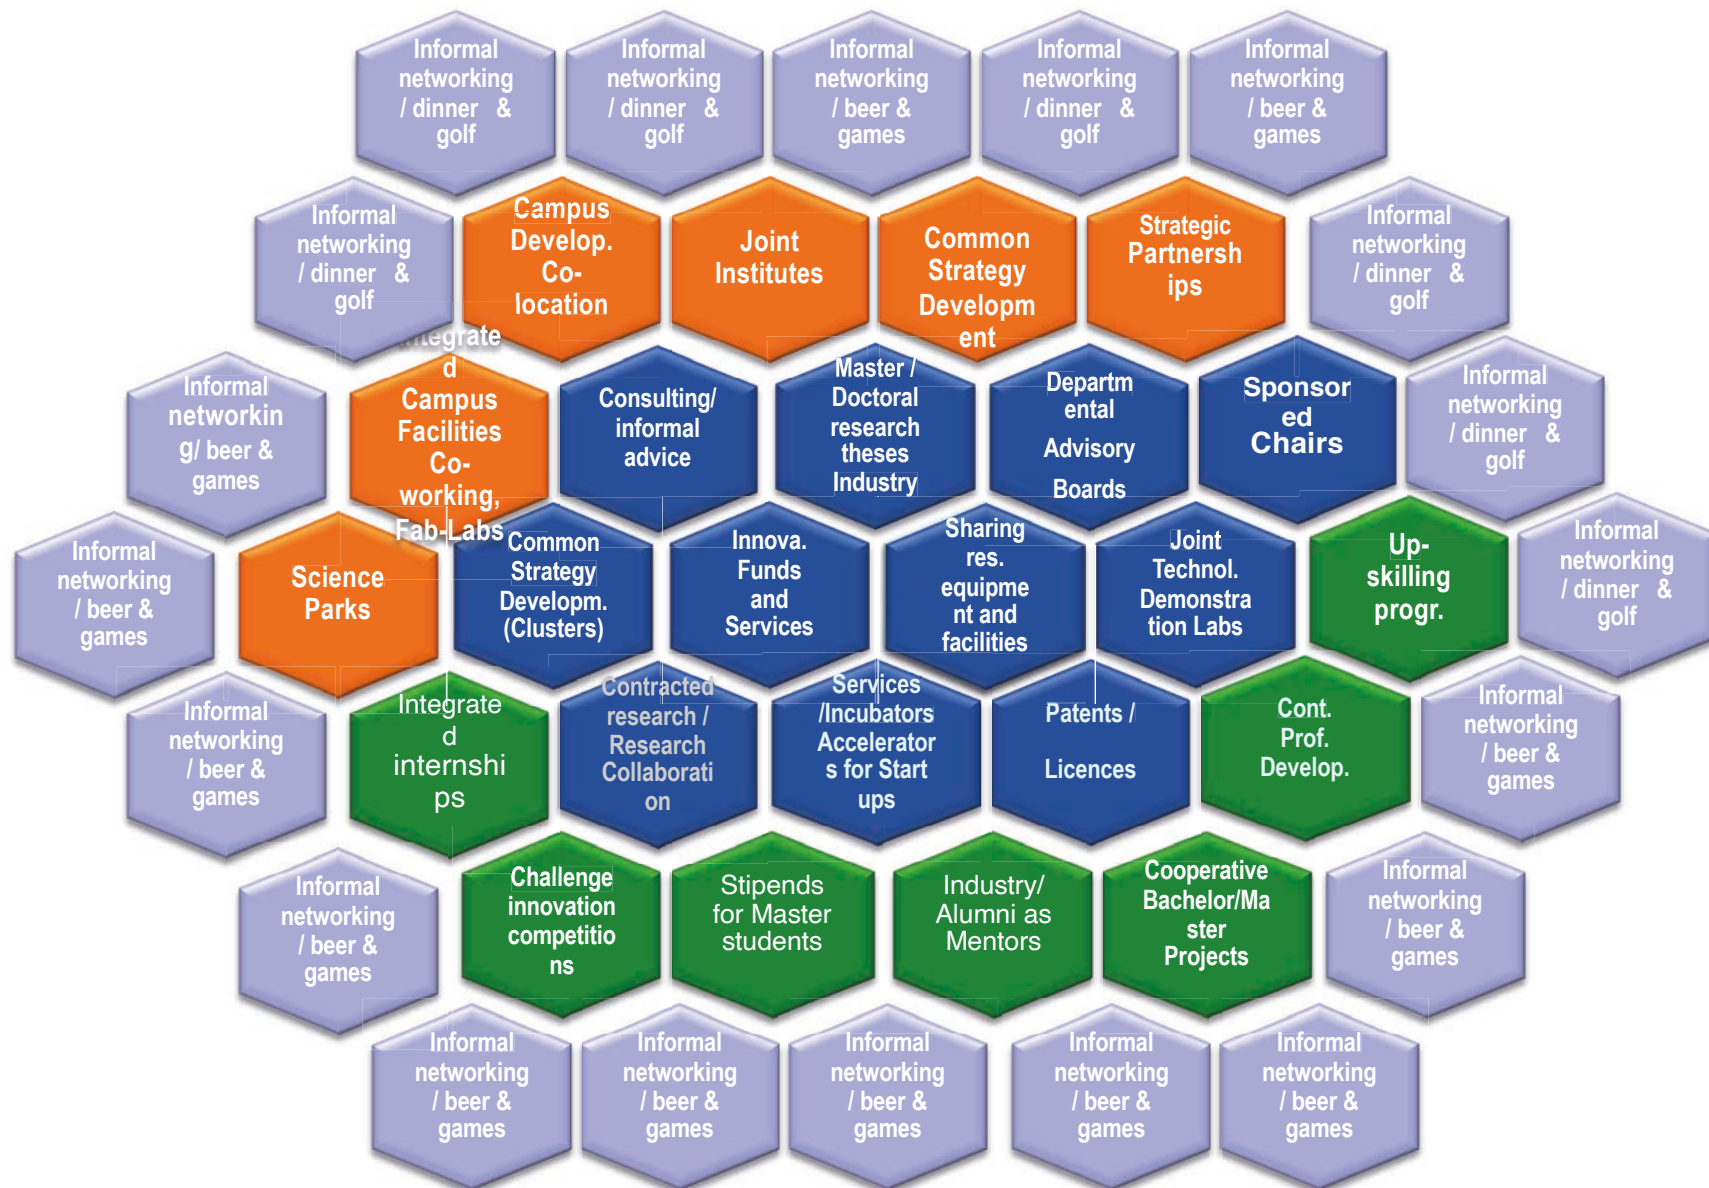 Informal
networking
/ dinner &
golf
Informal
networking
/ dinner &
golf
Informal
networking
/ beer &
games
Informal
networking
/ dinner &
golf
Informal
networking
/ beer &
games
Informal
networking
/ dinner &
golf
Campus
Develop.
Co-
location
Joint
Institutes
Common
Strategy
Developm
ent
Strategic
Partnersh
ips
Informal
networking
/ dinner &
golf
Informal
networkin
g/ beer &
games
Integrate
d
Campus
Facilities
Co-
working,
Fab-Labs
Consulting/
informal
advice
Master /
Doctoral
research
theses
Industry
Departm
ental
Advisory
Boards
Sponsor
ed
Chairs
Informal
networking
/ dinner &
golf
Informal
networking
/ beer &
games
Science
Parks
Common
Strategy
Developm.
(Clusters)
Innova.
Funds
and
Services
Sharing
res.
equipme
nt and
facilities
Joint
Technol.
Demonstra
tion Labs
Up-
skilling
progr.
Informal
networking
/ dinner &
golf
Informal
networking
/ beer &
games
Integrate
d
internshi
ps
Contracted
research /
Research
Collaborati
on
Services
/Incubators
Accelerator
s for Start
ups
Patents /
Licences
Cont.
Prof.
Develop.
Informal
networking
/ beer &
games
Informal
networking
/ beer &
games
Challenge
innovation
competitio
ns
Stipends
for Master
students
Industry/
Alumni as
Mentors
Cooperative
Bachelor/Ma
ster
Projects
Informal
networking
/ beer &
games
Informal
networking
/ beer &
games
Informal
networking
/ beer &
games
Informal
networking
/ beer &
games
Informal
networking
/ beer &
games
Informal
networking
/ beer &
games